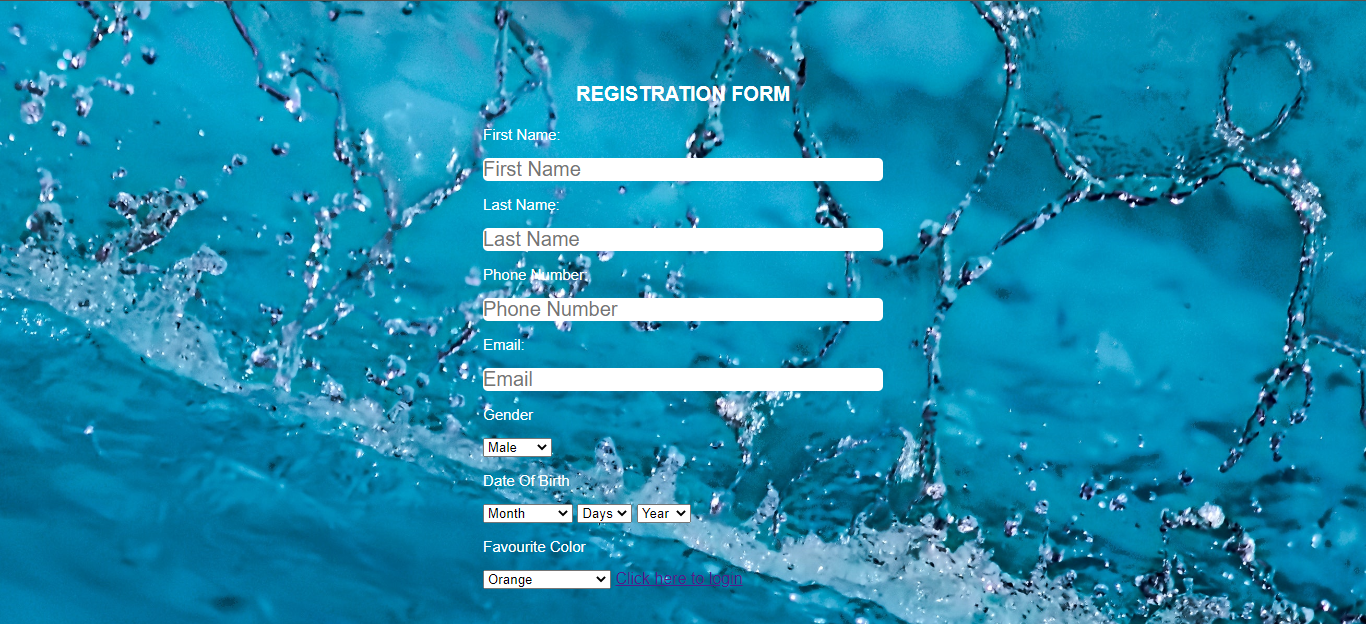 REGISTRATION FORM
First Name:
First Name
Last Name:
Last Name
Phone Number:
Phone Number
Email:
Email
Gender
Male
Date Of Birth
Month Days Year
Favourite Color
Orange Click here to login